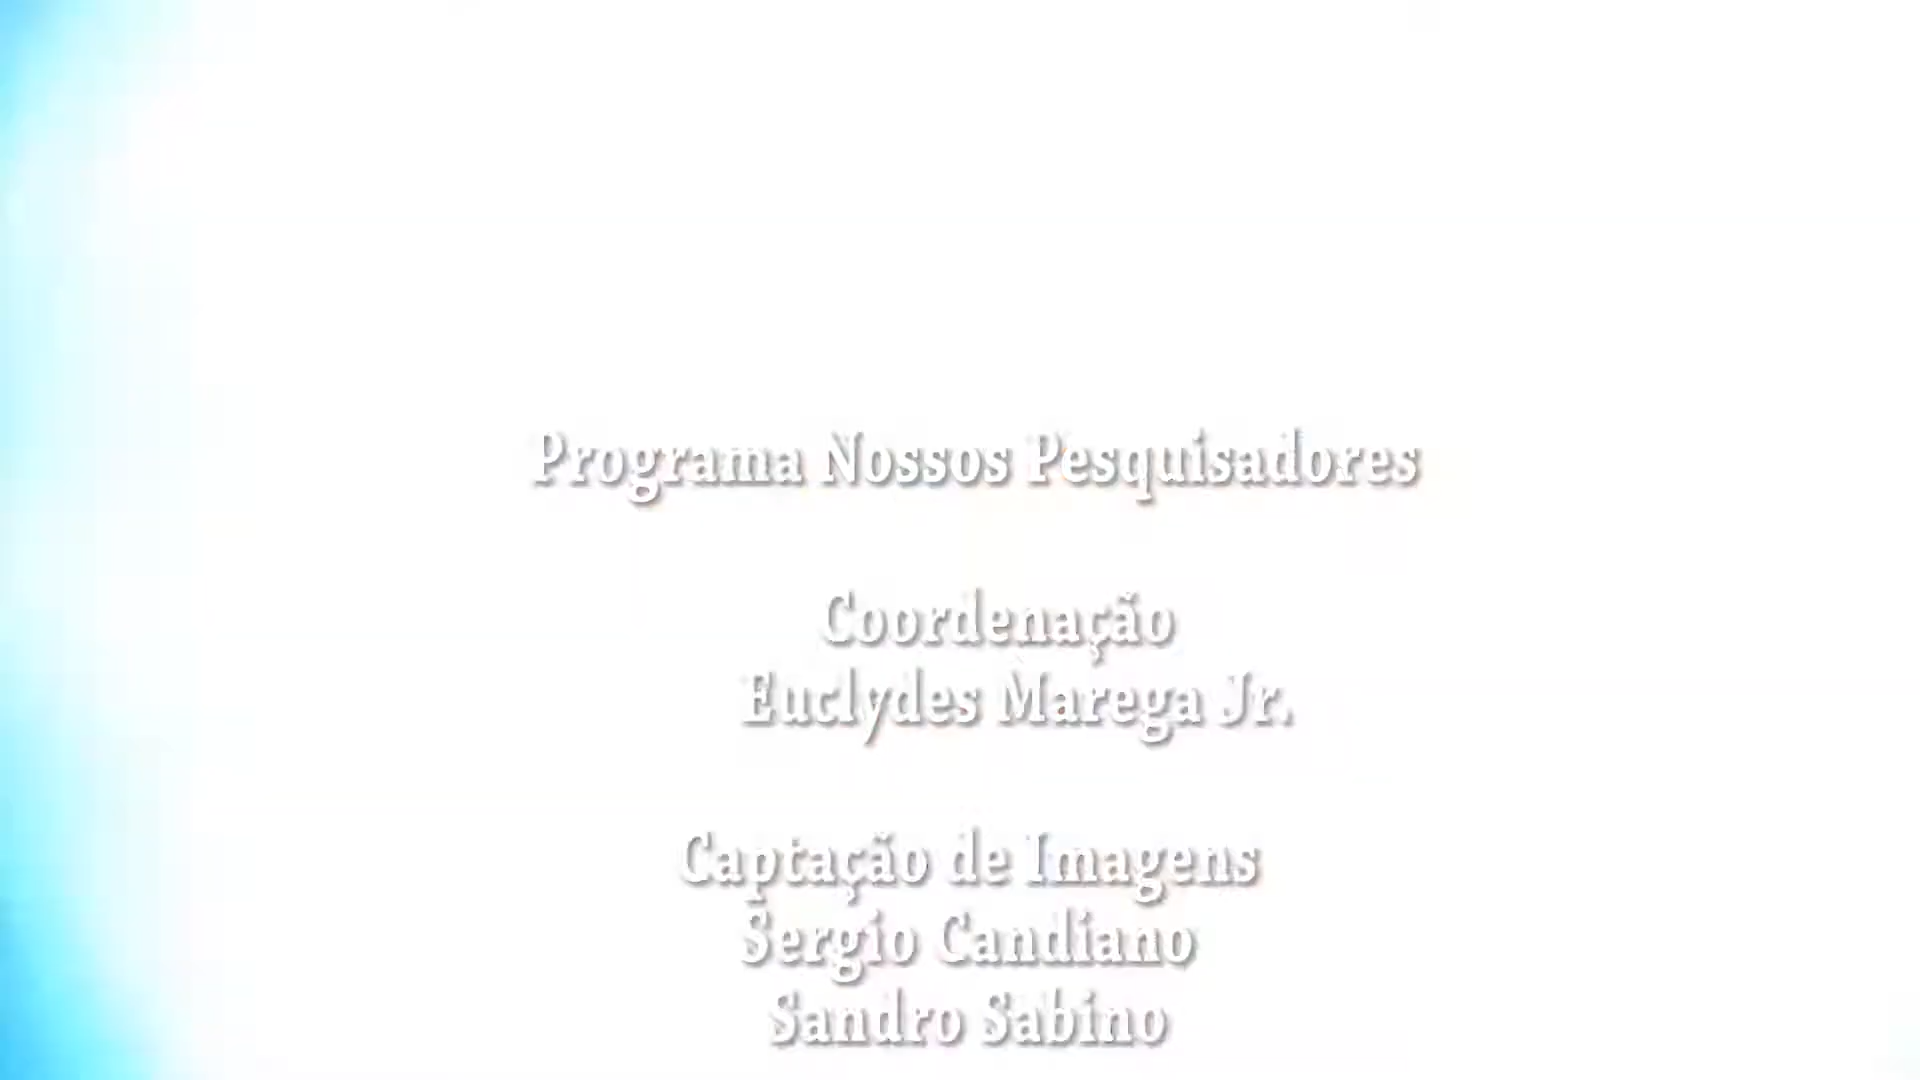 Programa Nossos Pesquisadores
Coordenação
Euclydes Marega Jr.
Captação de Imagens
Sergio Candiano
Sandro Sabino